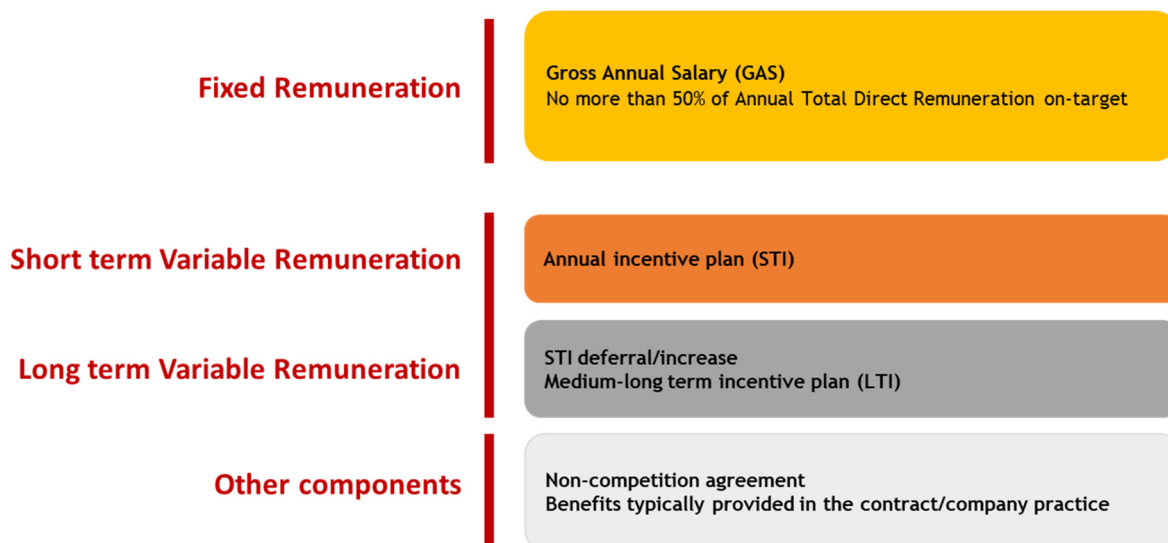 Fixed Remuneration
Gross Annual Salary (GAS)
No more than 50% of Annual Total Direct Remuneration on-target
Short term Variable Remuneration
Annual incentive plan (STI)
Long term Variable Remuneration
STI deferral/increase
Medium-long term incentive plan (LTI)
Other components
Non-competition agreement
Benefits typically provided in the contract/company practice